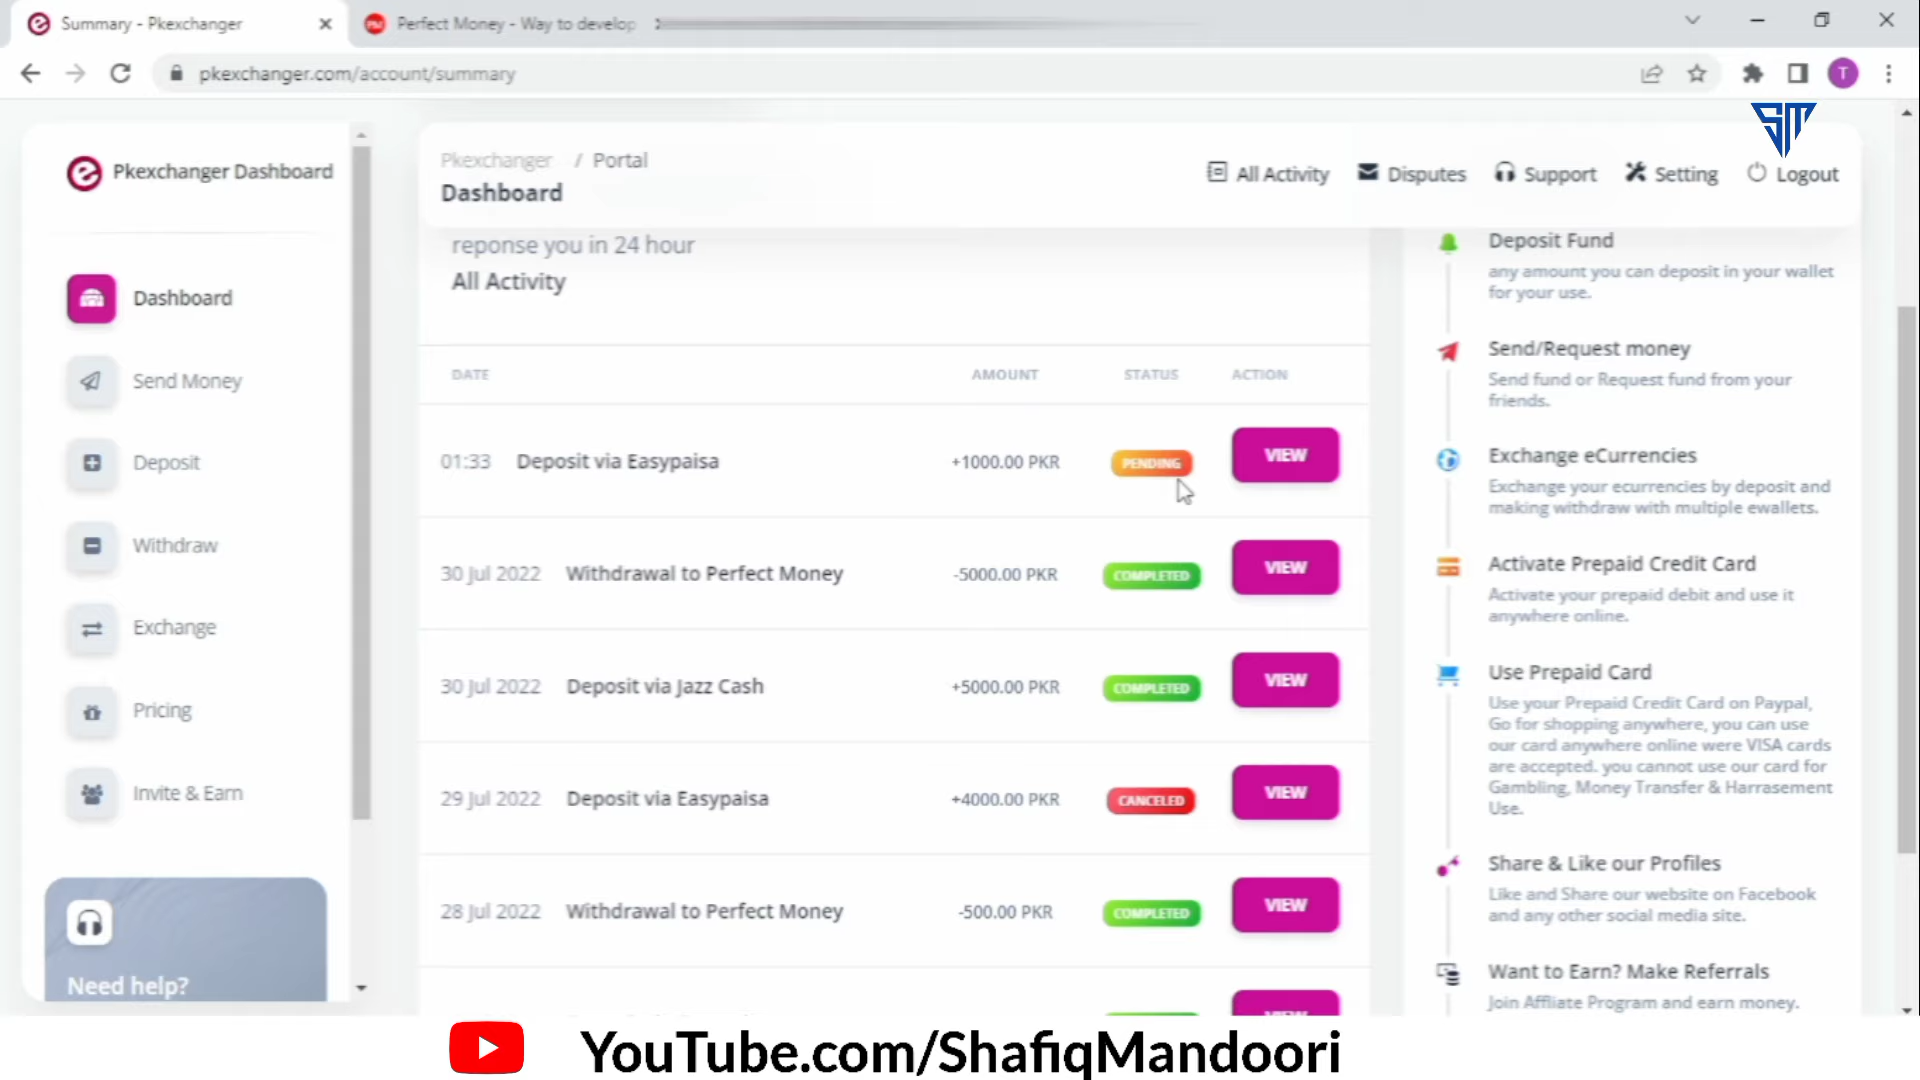 Summary - Pkexchanger
Perfect Money - Way to develop
pkexchanger.com/account/summary
T
SM
Pkexchanger Dashboard
Dashboard
Send Money
Deposit
Withdraw
Exchange
Pricing
Invite & Earn
Need help?
Pkexchanger / Portal
Dashboard
All Activity
Disputes
Support
Setting
Logout
reponse you in 24 hour
All Activity
DATE AMOUNT STATUS ACTION
01:33 Deposit via Easypaisa +1000.00 PKR PENDING VIEW
30 Jul 2022 Withdrawal to Perfect Money -5000.00 PKR COMPLETED VIEW
30 Jul 2022 Deposit via Jazz Cash +5000.00 PKR COMPLETED VIEW
29 Jul 2022 Deposit via Easypaisa +4000.00 PKR CANCELED VIEW
28 Jul 2022 Withdrawal to Perfect Money -500.00 PKR COMPLETED VIEW
VIEW
Deposit Fund
any amount you can deposit in your wallet
for your use.
Send/Request money
Send fund or Request fund from your
friends.
Exchange eCurrencies
Exchange your ecurrencies by deposit and
making withdraw with multiple ewallets.
Activate Prepaid Credit Card
Activate your prepaid debit and use it
anywhere online.
Use Prepaid Card
Use your Prepaid Credit Card on Paypal,
Go for shopping anywhere, you can use
our card anywhere online were VISA cards
are accepted. you cannot use our card for
Gambling, Money Transfer & Harrasement
Use.
Share & Like our Profiles
Like and Share our website on Facebook
and any other social media site.
Want to Earn? Make Referrals
Join Affliate Program and earn money.
YouTube.com/ShafiqMandoori